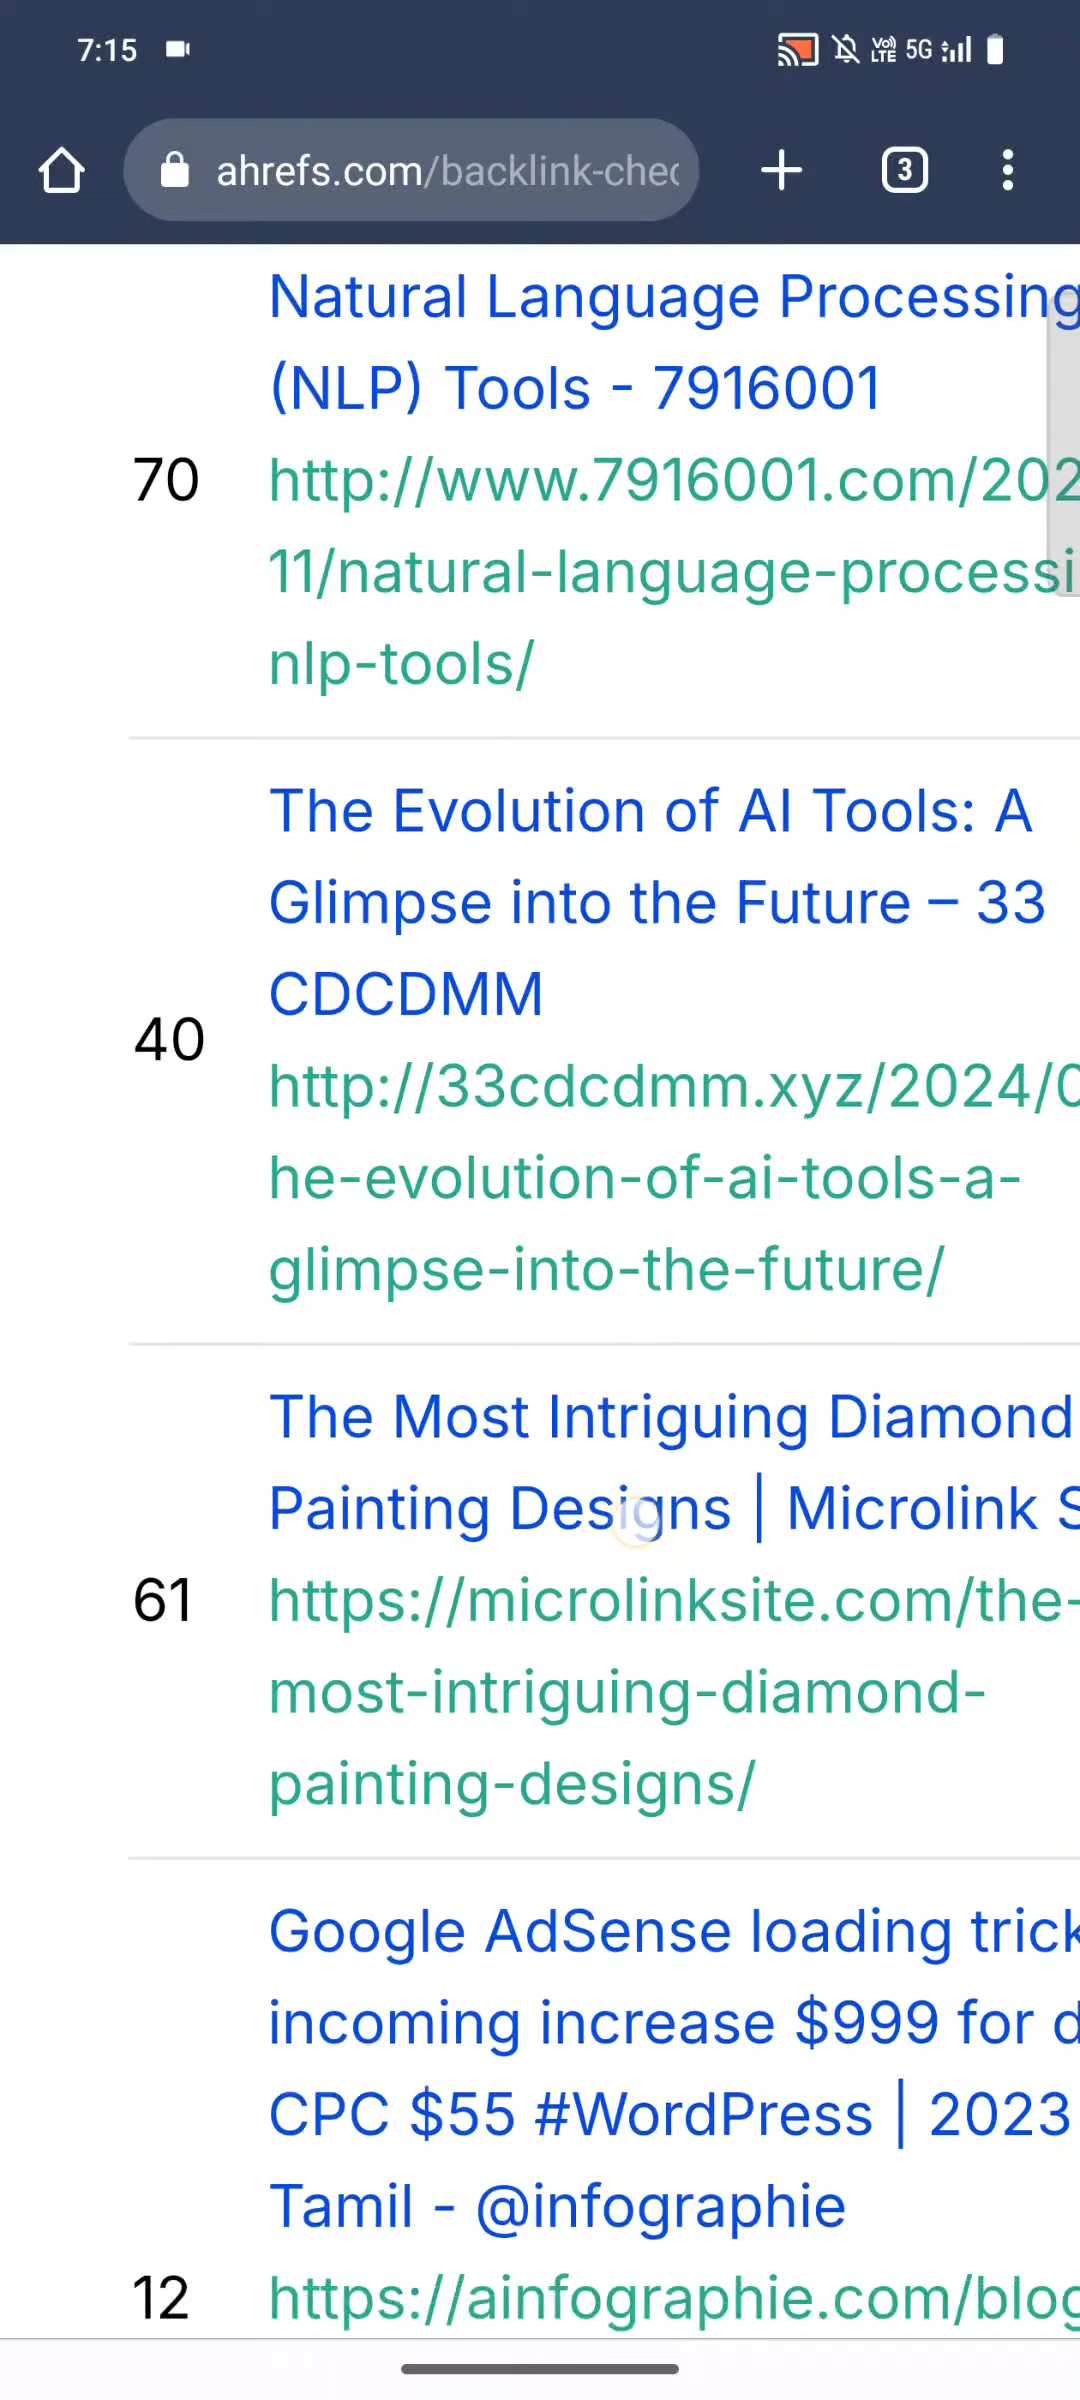 7:15
Vo)) LTE 5G
ahrefs.com/backlink-chec
3
Natural Language Processing
(NLP) Tools - 7916001
70
http://www.7916001.com/202
11/natural-language-processi
nlp-tools/
The Evolution of AI Tools: A
Glimpse into the Future – 33
CDCDMM
40
http://33cdcdmm.xyz/2024/0
he-evolution-of-ai-tools-a-
glimpse-into-the-future/
The Most Intriguing Diamond
Painting Designs | Microlink S
61
https://microlinksite.com/the-
most-intriguing-diamond-
painting-designs/
Google AdSense loading trick
incoming increase $999 for d
CPC $55 #WordPress | 2023
Tamil - @infographie
12
https://ainfographie.com/blog